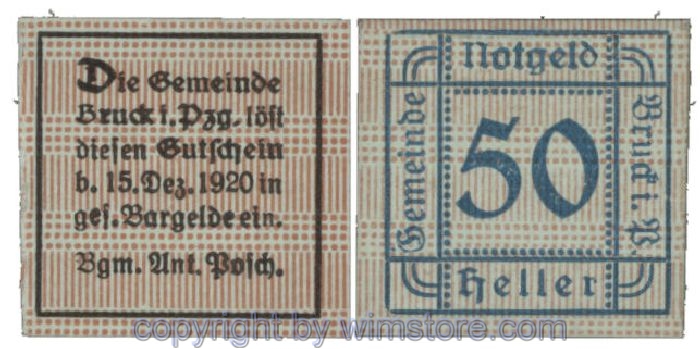 Die Gemeinde
Bruck i. Pzg. löst
diesen Gutschein
b. 15. Dez. 1920 in
ges. Bargelde ein.
Bgm. Ant. Posch.
Notgeld
Gemeinde
50
Bruck i. P.
Heller
copyright by wimstore.com